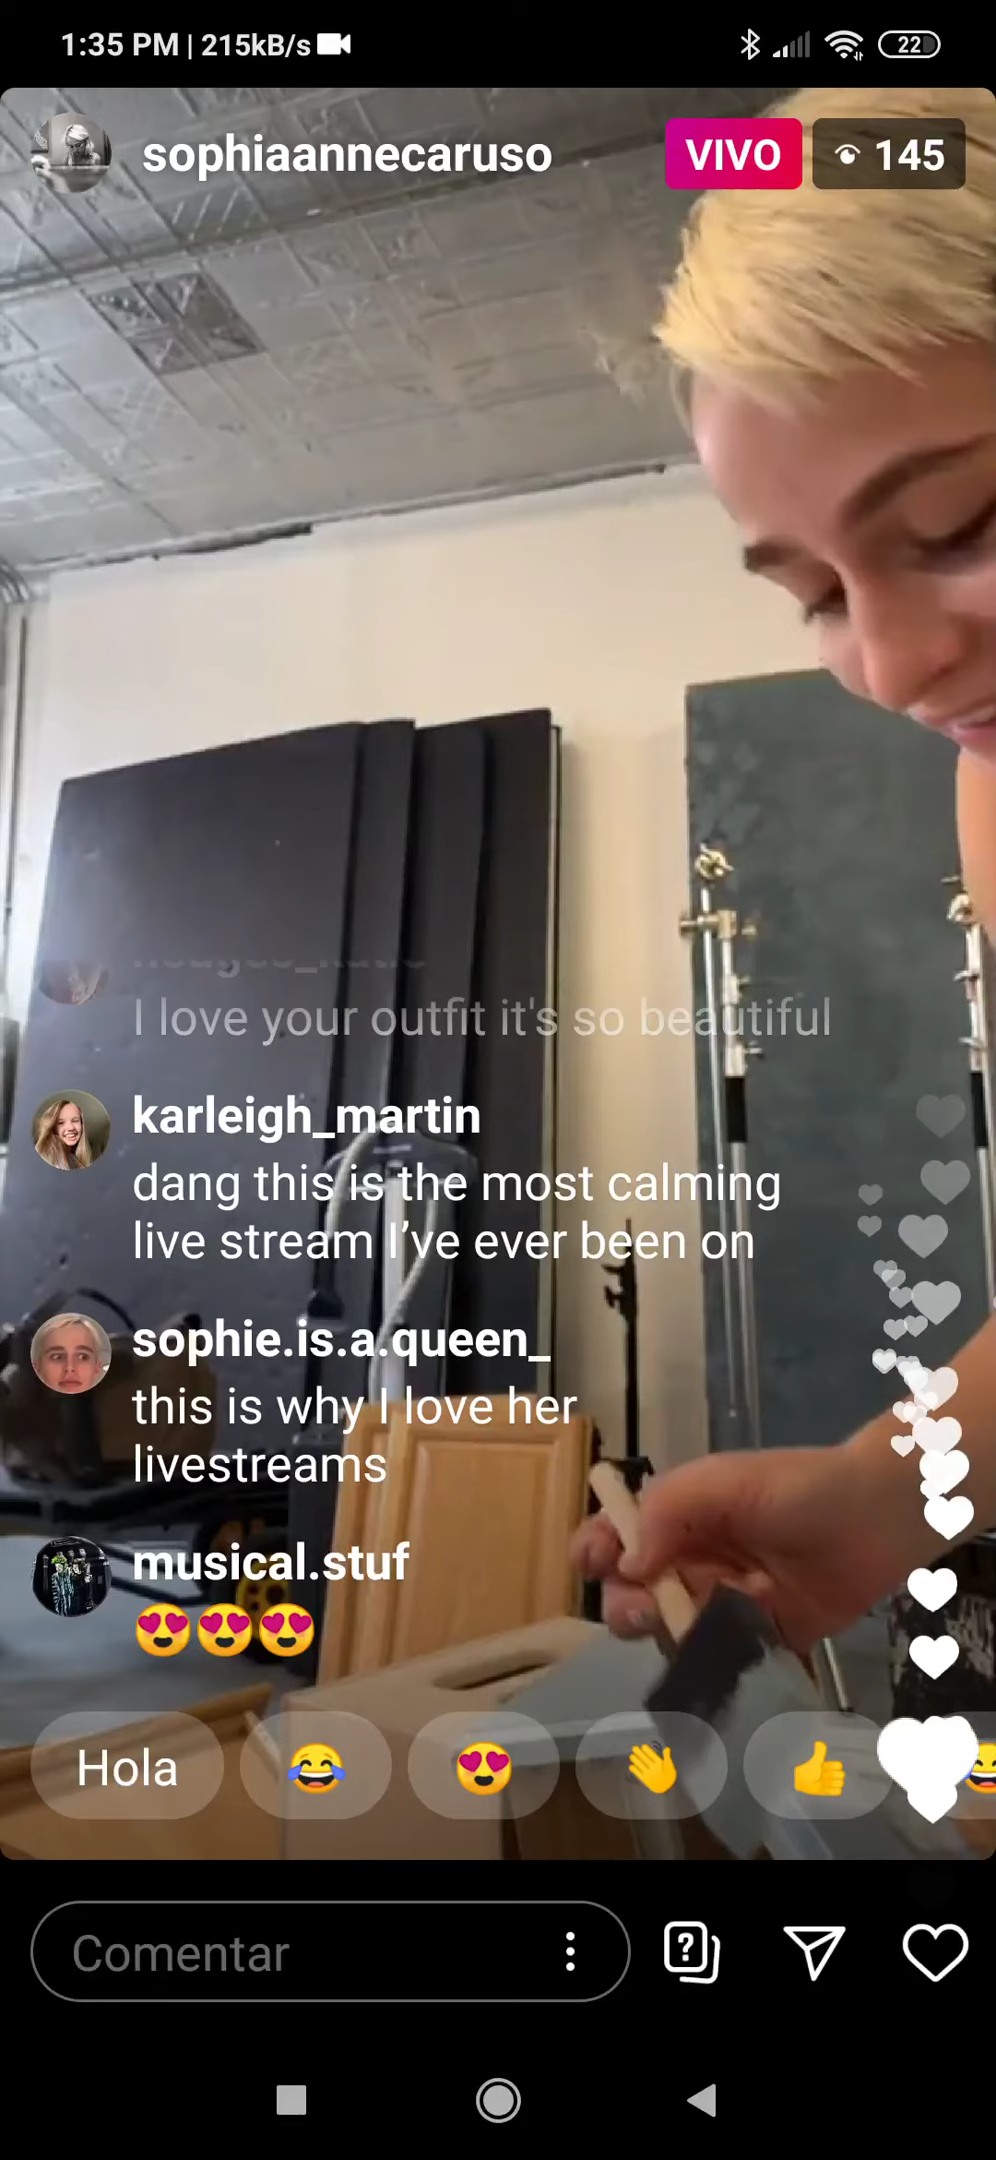 1:35 PM | 215kB/s
22
sophiaannecaruso
VIVO
145
I love your outfit it's so beautiful
karleigh_martin
dang this is the most calming
live stream I've ever been on
sophie.is.a.queen_
this is why I love her
livestreams
musical.stuf
😍😍😍
Hola 😂 😍 👋 👍
Comentar